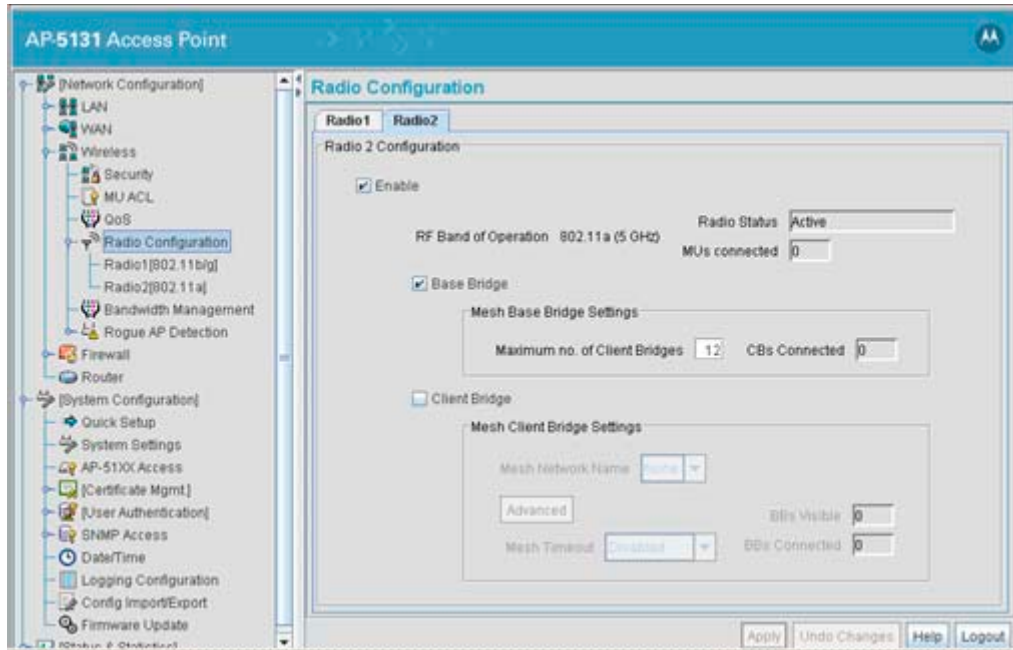 AP-5131 Access Point
[Network Configuration]
LAN
WAN
Wireless
Security
MU ACL
QoS
Radio Configuration
Radio1[802.11b/g]
Radio2[802.11a]
Bandwidth Management
Rogue AP Detection
Firewall
Router
[System Configuration]
Quick Setup
System Settings
AP-51XX Access
[Certificate Mgmt.]
[User Authentication]
SNMP Access
Date/Time
Logging Configuration
Config Import/Export
Firmware Update
[Status & Statistics]
Radio Configuration
Radio1 Radio2
Radio 2 Configuration
Enable
RF Band of Operation 802.11a (5 GHz)
Radio Status Active
MUs connected 0
Base Bridge
Mesh Base Bridge Settings
Maximum no. of Client Bridges 12 CBs Connected 0
Client Bridge
Mesh Client Bridge Settings
Mesh Network Name None
Advanced
BBs Visible 0
Mesh Timeout Disabled BBs Connected 0
Apply Undo Changes Help Logout